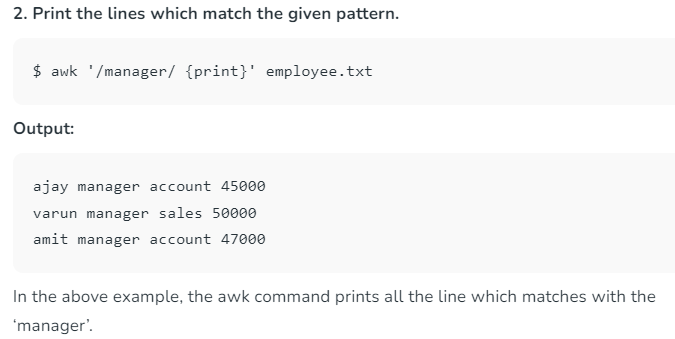 2. Print the lines which match the given pattern.
$ awk '/manager/ {print}' employee.txt
Output:
ajay manager account 45000
varun manager sales 50000
amit manager account 47000
In the above example, the awk command prints all the line which matches with the
‘manager’.